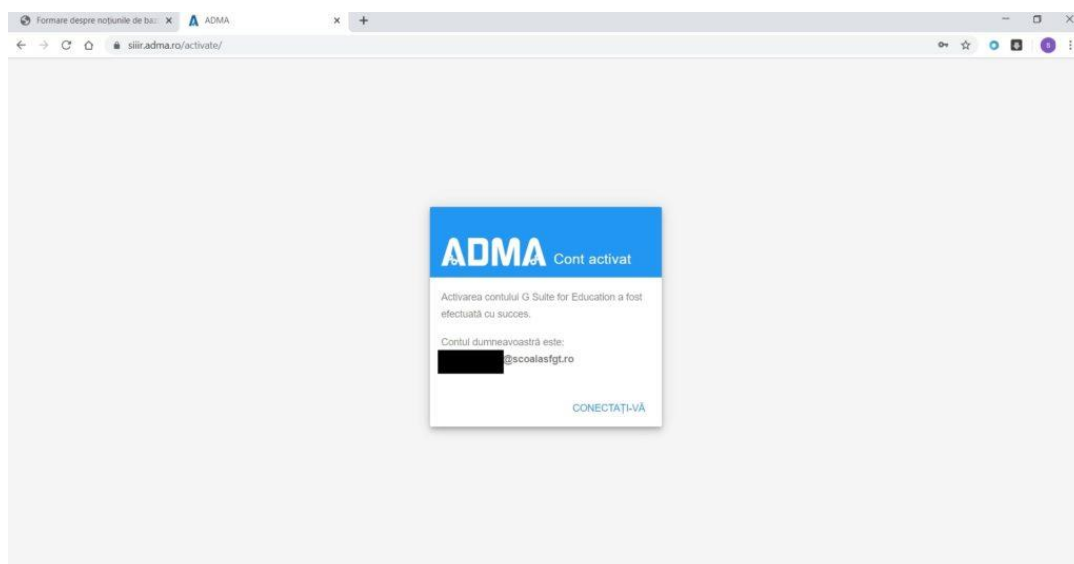 Formare despre noțiunile de baz
ADMA
siiir.adma.ro/activate/
ADMA Cont activat
Activarea contului G Suite for Education a fost
efectuată cu succes.
Contul dumneavoastră este:
@scoalasfgt.ro
CONECTAȚI-VĂ